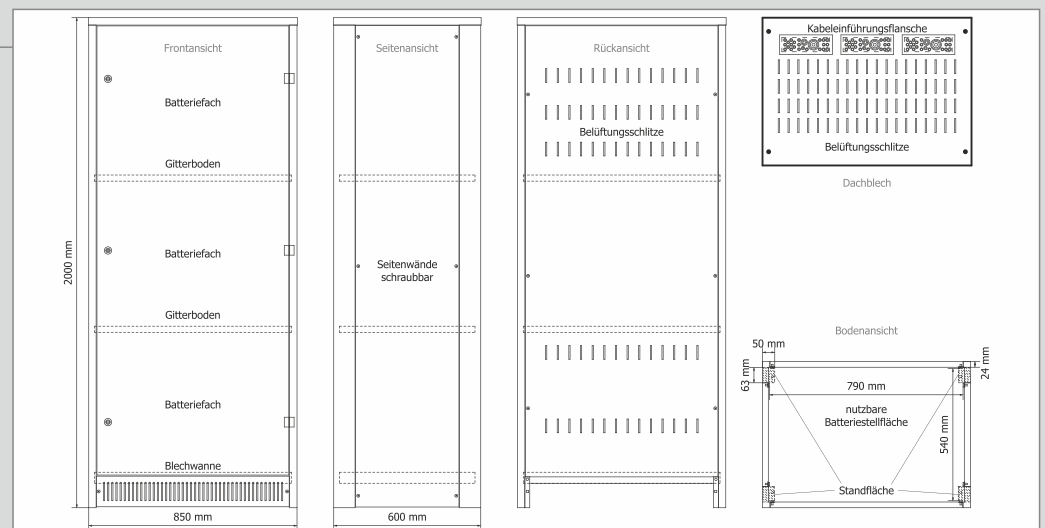 Frontansicht
Batteriefach
Gitterboden
2000 mm
Batteriefach
Gitterboden
Batteriefach
Blechwanne
850 mm
Seitenansicht
Seitenwände
schraubbar
600 mm
Rückansicht
Belüftungsschlitze
Kabeleinführungsflansche
Belüftungsschlitze
Dachblech
Bodenansicht
50 mm
63 mm
24 mm
790 mm
nutzbare
Batteriestellfläche
540 mm
Standfläche